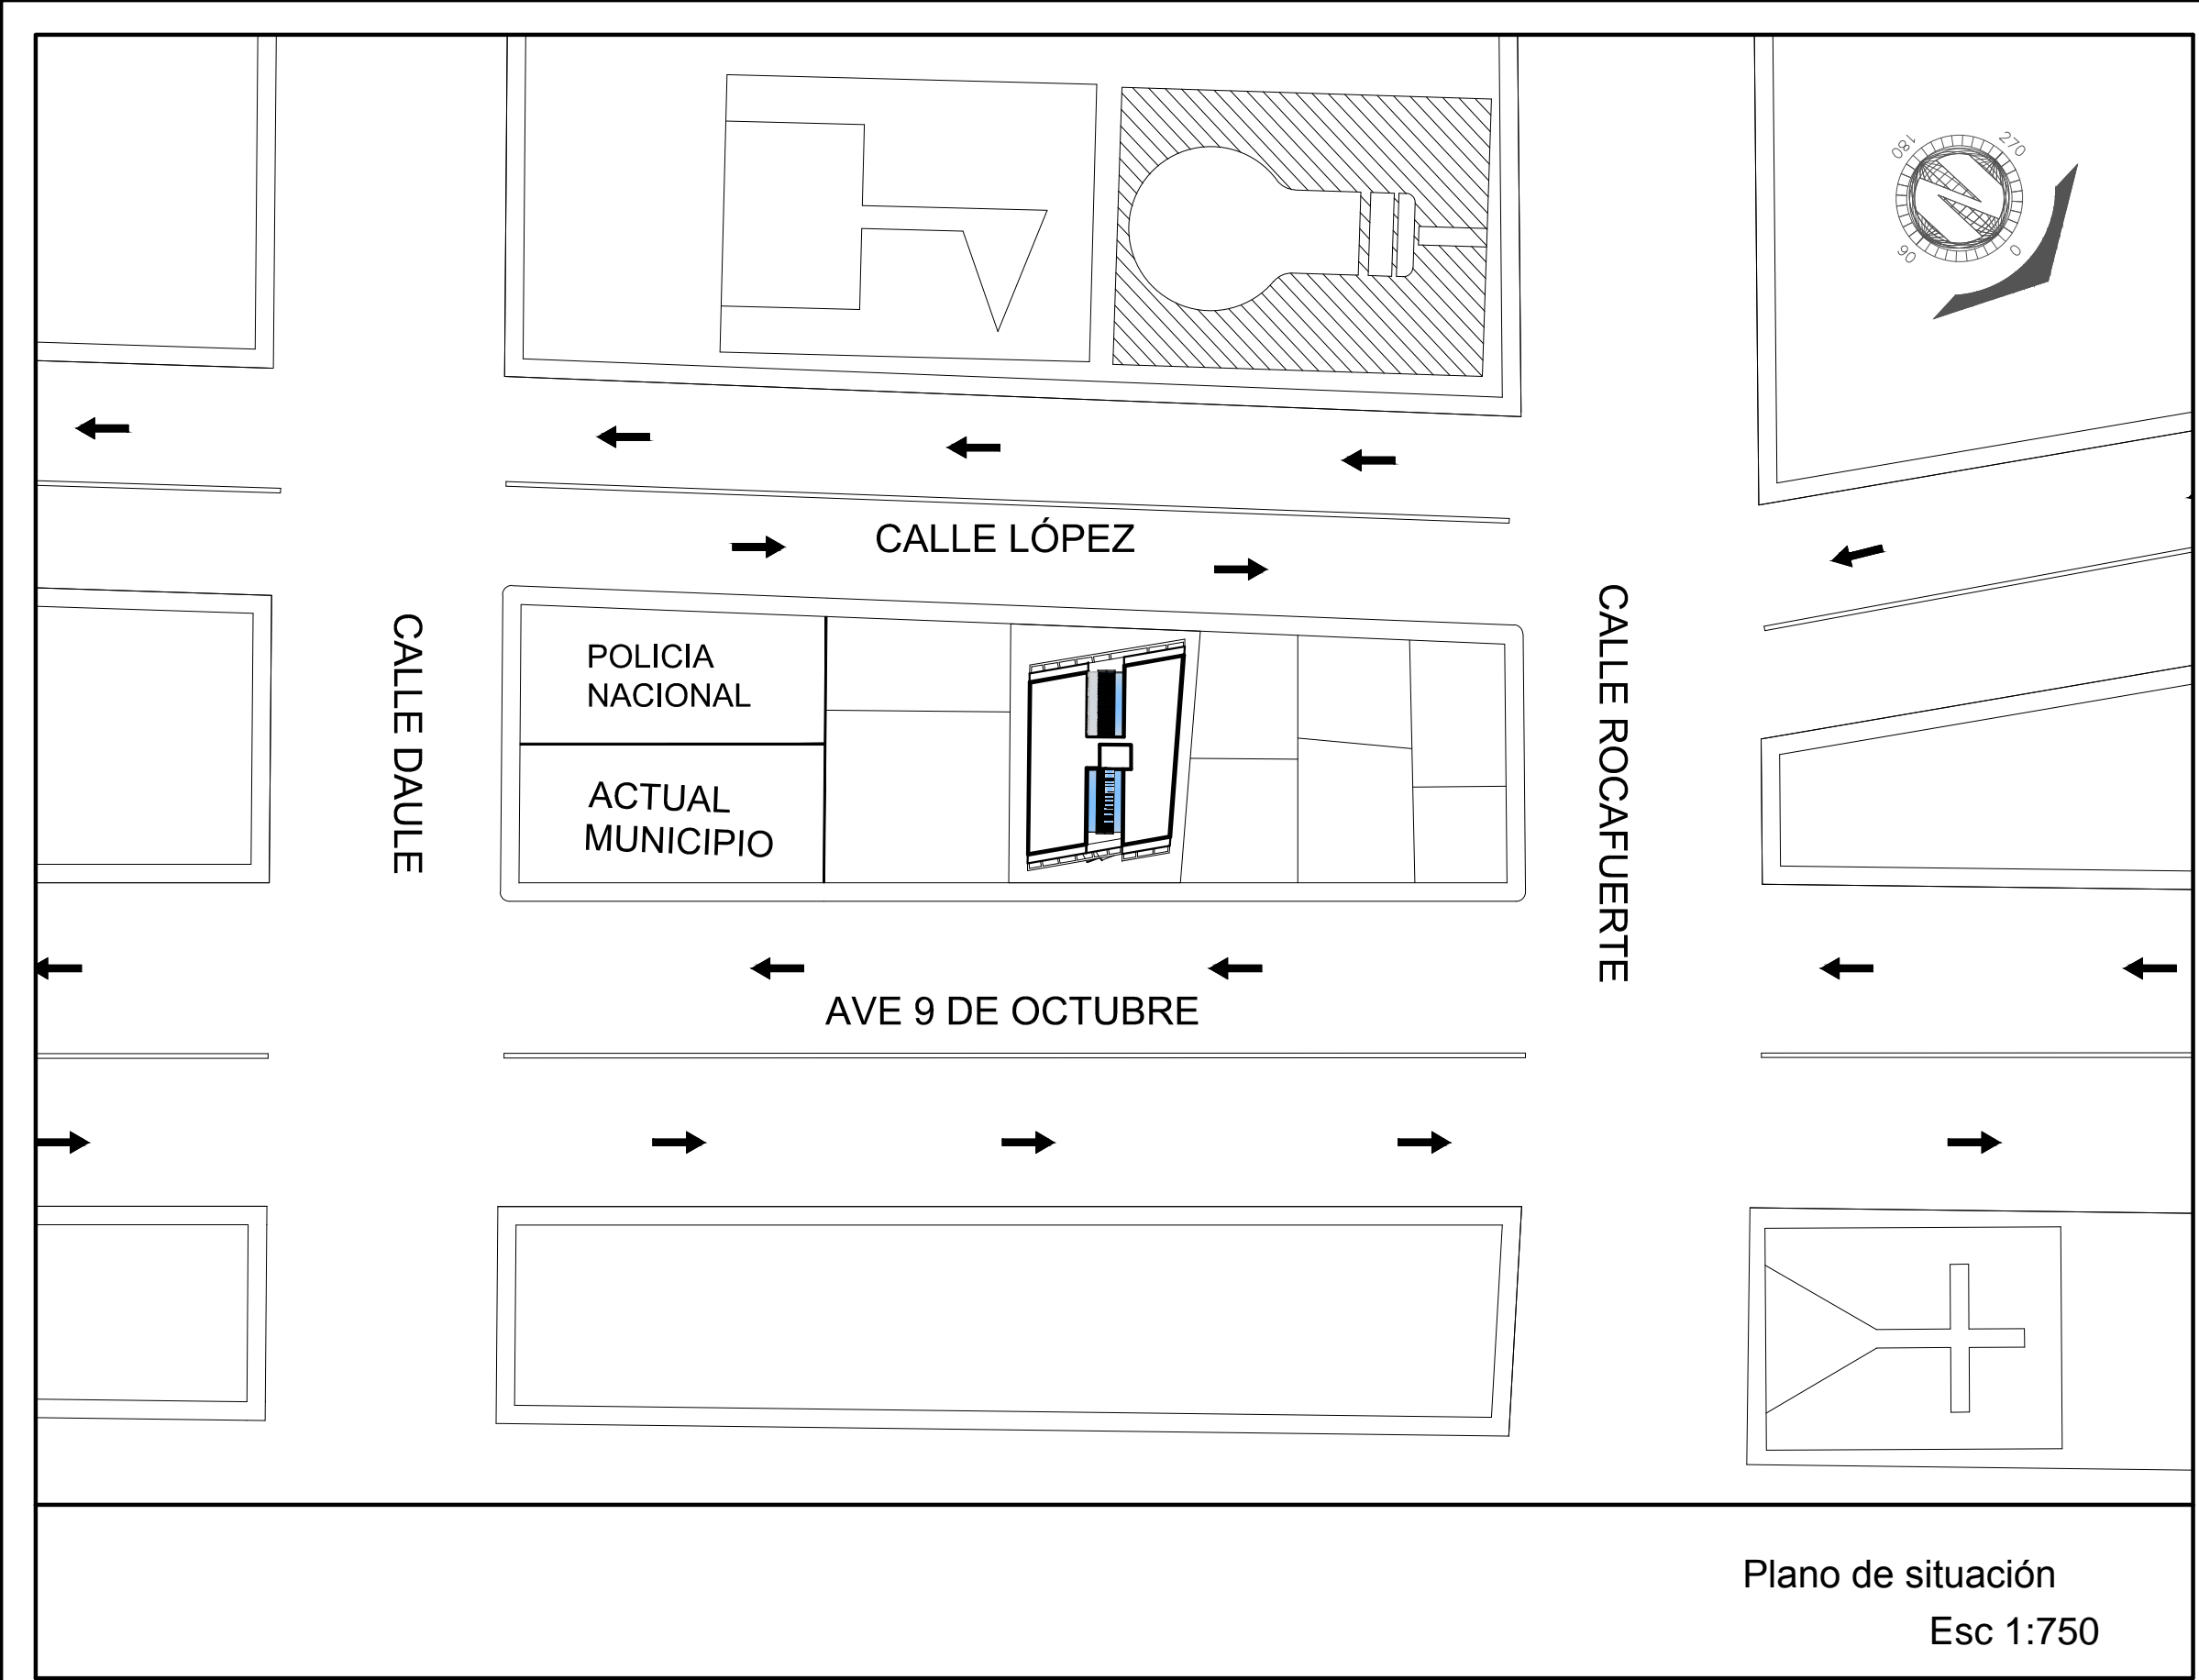 180
270
N
90
0
CALLE LÓPEZ
CALLE DAULE
POLICIA
NACIONAL
ACTUAL
MUNICIPIO
CALLE ROCAFUERTE
AVE 9 DE OCTUBRE
Plano de situación
Esc 1:750